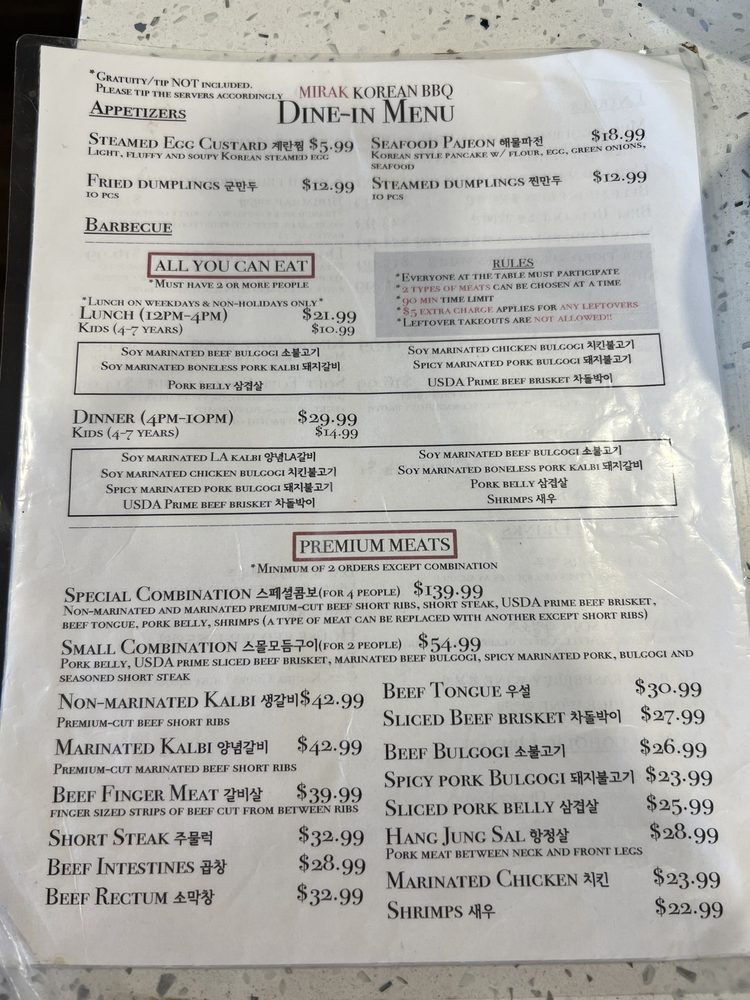 *Gratuity/tip NOT included.
Please tip the servers accordingly
MIRAK KOREAN BBQ
DINE-IN MENU
APPETIZERS
STEAMED EGG CUSTARD 계란찜 $5.99
LIGHT, FLUFFY AND SOUPY KOREAN STEAMED EGG
SEAFOOD PAJEON 해물파전 $18.99
KOREAN STYLE PANCAKE W/ FLOUR, EGG, GREEN ONIONS,
SEAFOOD
FRIED DUMPLINGS 군만두 $12.99
10 PCS
STEAMED DUMPLINGS 찐만두 $12.99
10 PCS
BARBECUE
ALL YOU CAN EAT
*MUST HAVE 2 OR MORE PEOPLE
RULES
*EVERYONE AT THE TABLE MUST PARTICIPATE
*2 TYPES OF MEATS CAN BE CHOSEN AT A TIME
*90 MIN TIME LIMIT
*$5 EXTRA CHARGE APPLIES FOR ANY LEFTOVERS
*LEFTOVER TAKEOUTS ARE NOT ALLOWED!!
*LUNCH ON WEEKDAYS & NON-HOLIDAYS ONLY*
LUNCH (12PM-4PM) $21.99
KIDS (4-7 YEARS) $10.99
SOY MARINATED BEEF BULGOGI 소불고기
SOY MARINATED BONELESS PORK KALBI 돼지갈비
PORK BELLY 삼겹살
SOY MARINATED CHICKEN BULGOGI 치킨불고기
SPICY MARINATED PORK BULGOGI 돼지불고기
USDA PRIME BEEF BRISKET 차돌박이
DINNER (4PM-10PM) $29.99
KIDS (4-7 YEARS) $14.99
SOY MARINATED LA KALBI 양념LA갈비
SOY MARINATED CHICKEN BULGOGI 치킨불고기
SPICY MARINATED PORK BULGOGI 돼지불고기
USDA PRIME BEEF BRISKET 차돌박이
SOY MARINATED BEEF BULGOGI 소불고기
SOY MARINATED BONELESS PORK KALBI 돼지갈비
PORK BELLY 삼겹살
SHRIMPS 새우
PREMIUM MEATS
*MINIMUM OF 2 ORDERS EXCEPT COMBINATION
SPECIAL COMBINATION 스페셜콤보(FOR 4 PEOPLE) $139.99
NON-MARINATED AND MARINATED PREMIUM-CUT BEEF SHORT RIBS, SHORT STEAK, USDA PRIME BEEF BRISKET,
BEEF TONGUE, PORK BELLY, SHRIMPS (A TYPE OF MEAT CAN BE REPLACED WITH ANOTHER EXCEPT SHORT RIBS)
SMALL COMBINATION 스몰모듬구이(FOR 2 PEOPLE) $54.99
PORK BELLY, USDA PRIME SLICED BEEF BRISKET, MARINATED BEEF BULGOGI, SPICY MARINATED PORK, BULGOGI AND
SEASONED SHORT STEAK
NON-MARINATED KALBI 생갈비 $42.99
PREMIUM-CUT BEEF SHORT RIBS
MARINATED KALBI 양념갈비 $42.99
PREMIUM-CUT MARINATED BEEF SHORT RIBS
BEEF FINGER MEAT 갈비살 $39.99
FINGER SIZED STRIPS OF BEEF CUT FROM BETWEEN RIBS
SHORT STEAK 주물럭 $32.99
BEEF INTESTINES 곱창 $28.99
BEEF RECTUM 소막창 $32.99
BEEF TONGUE 우설 $30.99
SLICED BEEF BRISKET 차돌박이 $27.99
BEEF BULGOGI 소불고기 $26.99
SPICY PORK BULGOGI 돼지불고기 $23.99
SLICED PORK BELLY 삼겹살 $25.99
HANG JUNG SAL 항정살 $28.99
PORK MEAT BETWEEN NECK AND FRONT LEGS
MARINATED CHICKEN 치킨 $23.99
SHRIMPS 새우 $22.99